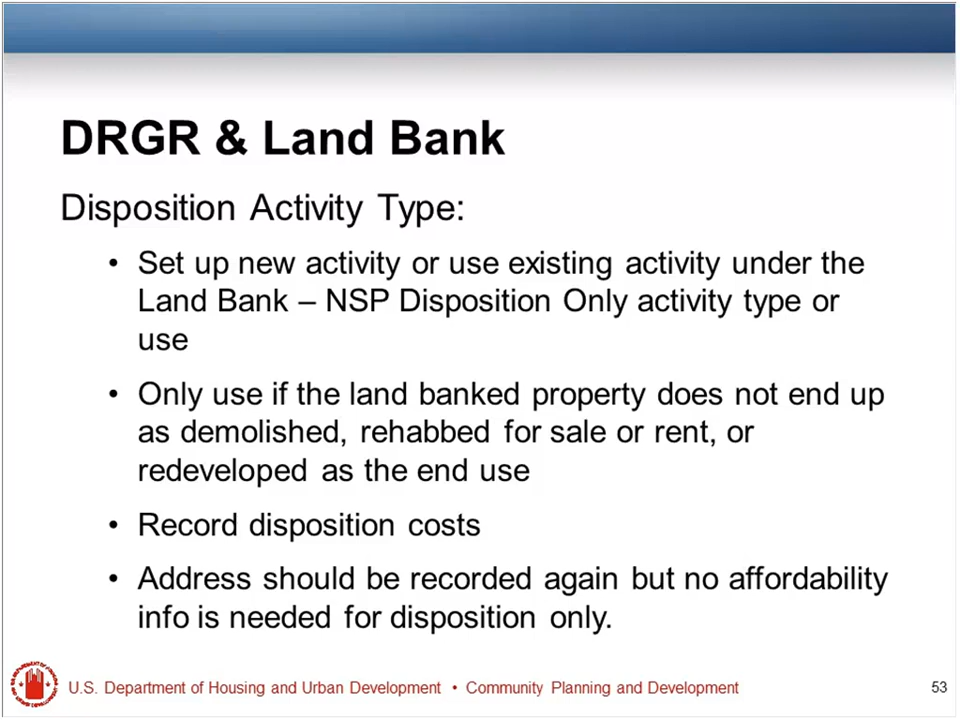 DRGR & Land Bank
Disposition Activity Type:
• Set up new activity or use existing activity under the
Land Bank – NSP Disposition Only activity type or
use
• Only use if the land banked property does not end up
as demolished, rehabbed for sale or rent, or
redeveloped as the end use
• Record disposition costs
• Address should be recorded again but no affordability
info is needed for disposition only.
U.S. Department of Housing and Urban Development • Community Planning and Development
53